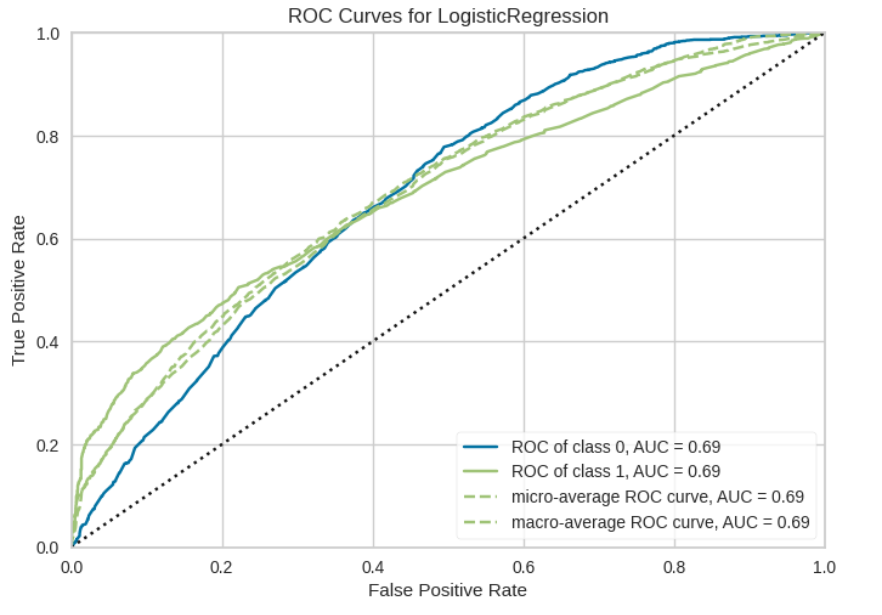 ROC Curves for LogisticRegression
1.0
0.8
0.6
0.4
0.2
0.0
True Positive Rate
ROC of class 0, AUC = 0.69
ROC of class 1, AUC = 0.69
micro-average ROC curve, AUC = 0.69
macro-average ROC curve, AUC = 0.69
0.0 0.2 0.4 0.6 0.8 1.0
False Positive Rate